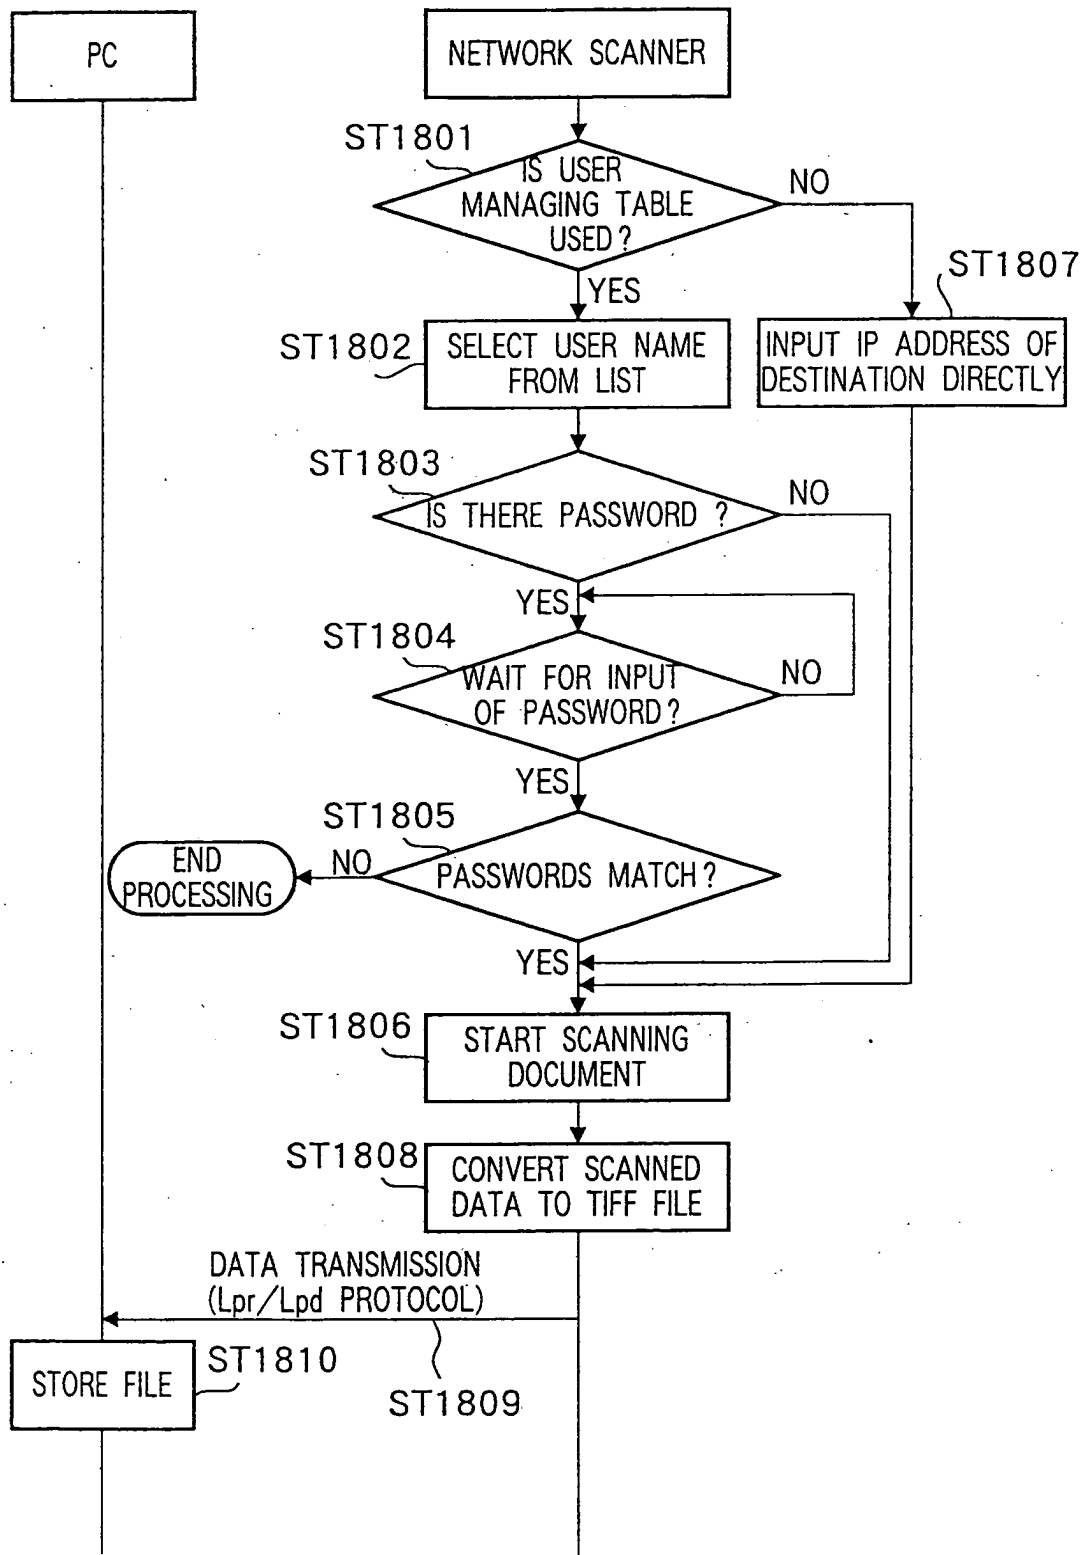 PC
NETWORK SCANNER
ST1801
IS USER
MANAGING TABLE
USED?
NO
YES
ST1807
INPUT IP ADDRESS OF
DESTINATION DIRECTLY
ST1802
SELECT USER NAME
FROM LIST
ST1803
IS THERE PASSWORD ?
NO
YES
ST1804
WAIT FOR INPUT
OF PASSWORD?
NO
YES
ST1805
PASSWORDS MATCH?
NO
END
PROCESSING
YES
ST1806
START SCANNING
DOCUMENT
ST1808
CONVERT SCANNED
DATA TO TIFF FILE
DATA TRANSMISSION
(Lpr/Lpd PROTOCOL)
ST1809
STORE FILE
ST1810